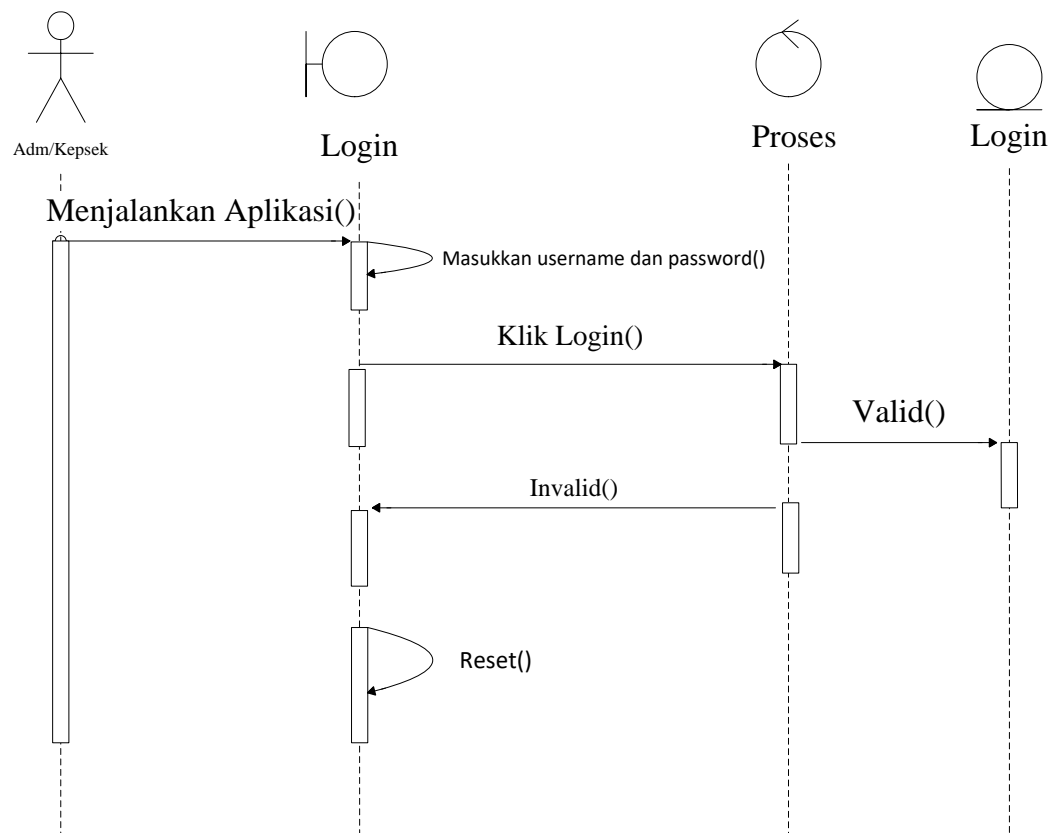 Adm/Kepsek
Login
Proses
Login
Menjalankan Aplikasi()
Masukkan username dan password()
Klik Login()
Valid()
Invalid()
Reset()